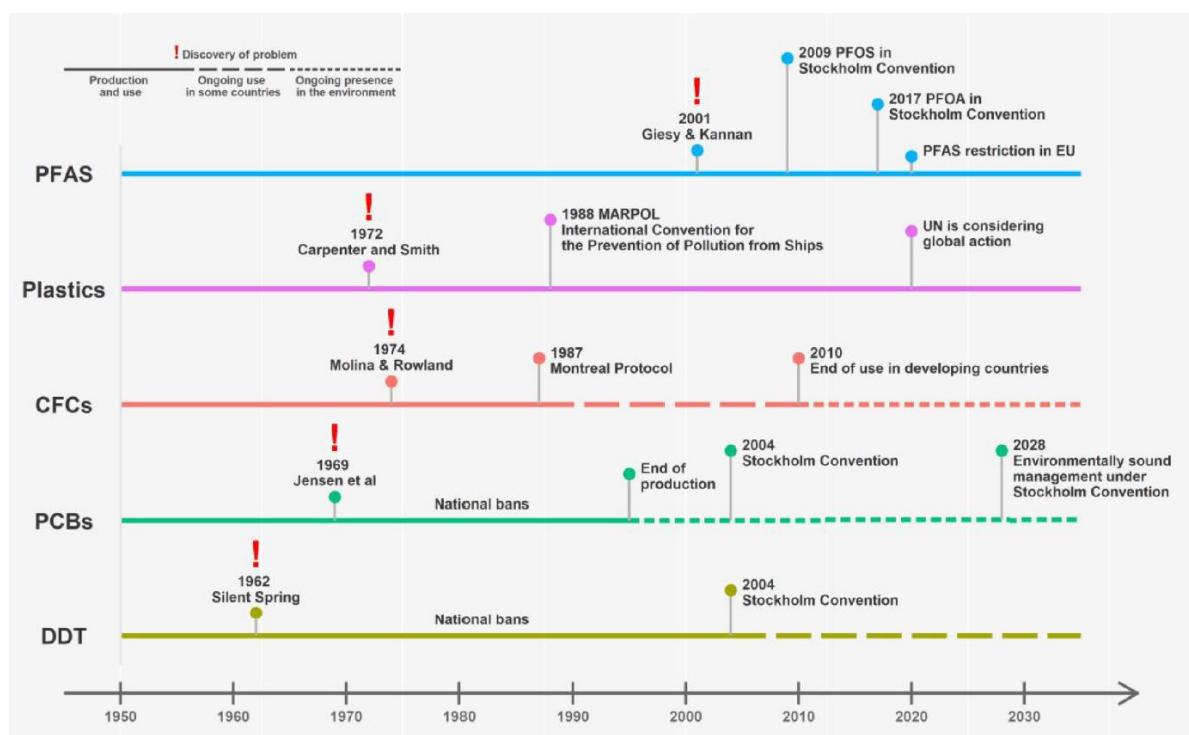 ! Discovery of problem
Production
and use
Ongoing use
in some countries
Ongoing presence
in the environment
PFAS
!
2001
Giesy & Kannan
2009 PFOS in
Stockholm Convention
2017 PFOA in
Stockholm Convention
PFAS restriction in EU
Plastics
!
1972
Carpenter and Smith
1988 MARPOL
International Convention for
the Prevention of Pollution from Ships
UN is considering
global action
CFCs
!
1974
Molina & Rowland
1987
Montreal Protocol
2010
End of use in developing countries
PCBs
!
1969
Jensen et al
National bans
End of
production
2004
Stockholm Convention
2028
Environmentally sound
management under
Stockholm Convention
DDT
!
1962
Silent Spring
National bans
2004
Stockholm Convention
1950 1960 1970 1980 1990 2000 2010 2020 2030